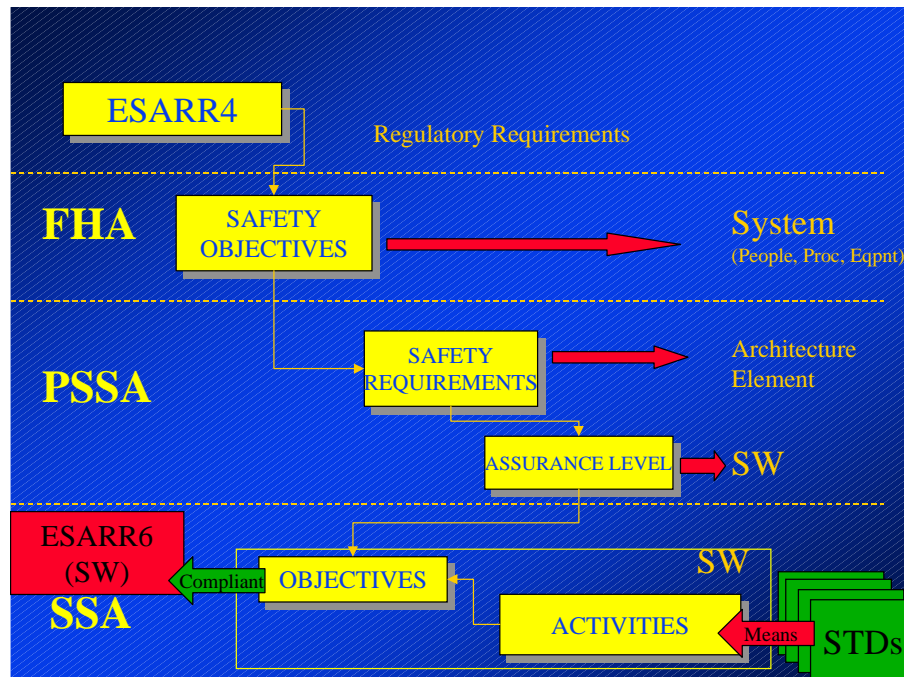 ESARR4
Regulatory Requirements
FHA
SAFETY
OBJECTIVES
System
(People, Proc, Eqpnt)
PSSA
SAFETY
REQUIREMENTS
Architecture
Element
ASSURANCE LEVEL
SW
ESARR6
(SW)
SSA
Compliant
OBJECTIVES
SW
ACTIVITIES
Means
STDs